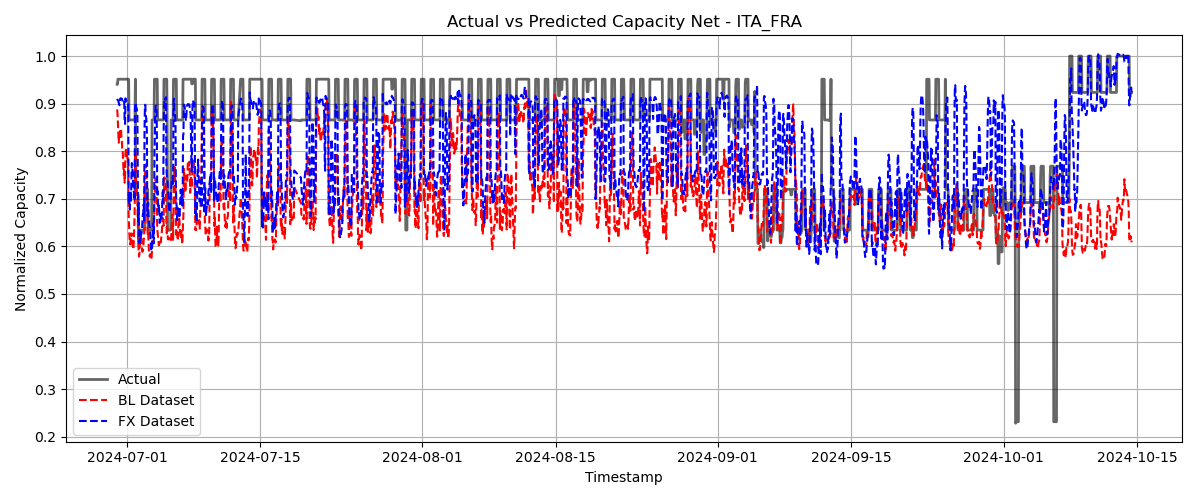 Actual vs Predicted Capacity Net - ITA_FRA
Normalized Capacity
1.0
0.9
0.8
0.7
0.6
0.5
0.4
0.3
0.2
Actual
BL Dataset
FX Dataset
2024-07-01 2024-07-15 2024-08-01 2024-08-15 2024-09-01 2024-09-15 2024-10-01 2024-10-15
Timestamp